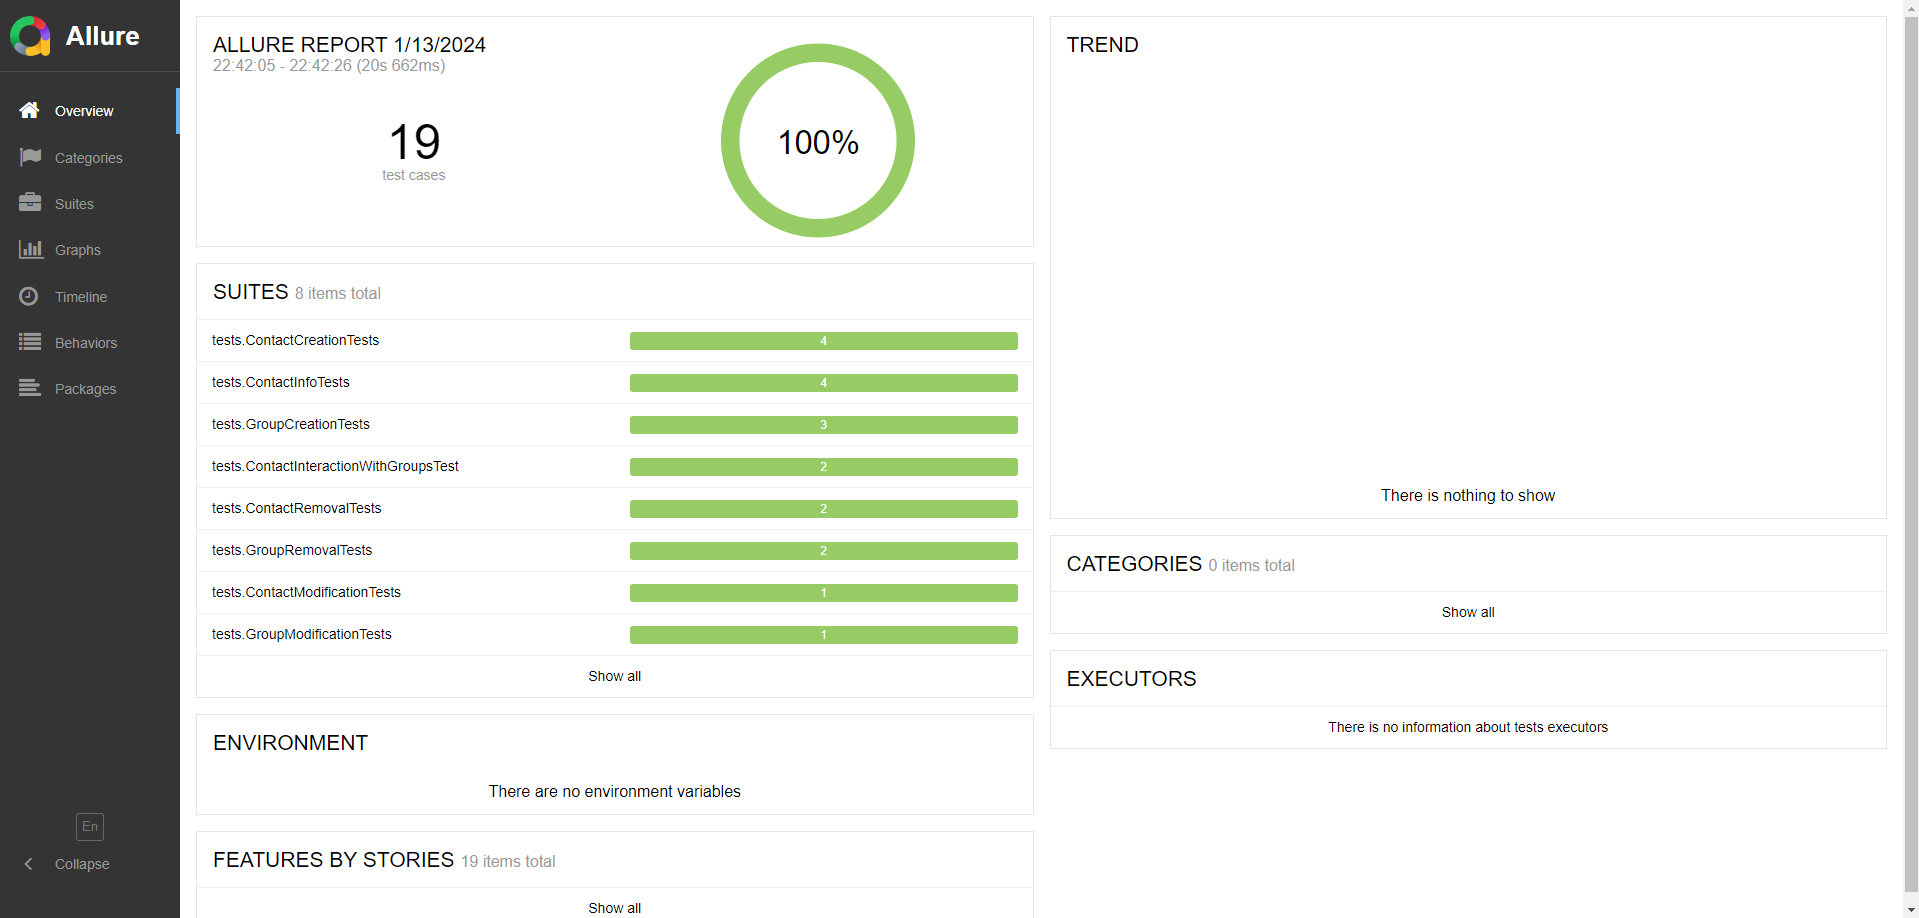 Allure
Overview
Categories
Suites
Graphs
Timeline
Behaviors
Packages
En
Collapse
ALLURE REPORT 1/13/2024
22:42:05 - 22:42:26 (20s 662ms)
19
test cases
100%
SUITES 8 items total
tests.ContactCreationTests 4
tests.ContactInfoTests 4
tests.GroupCreationTests 3
tests.ContactInteractionWithGroupsTest 2
tests.ContactRemovalTests 2
tests.GroupRemovalTests 2
tests.ContactModificationTests 1
tests.GroupModificationTests 1
Show all
ENVIRONMENT
There are no environment variables
FEATURES BY STORIES 19 items total
Show all
TREND
There is nothing to show
CATEGORIES 0 items total
Show all
EXECUTORS
There is no information about tests executors